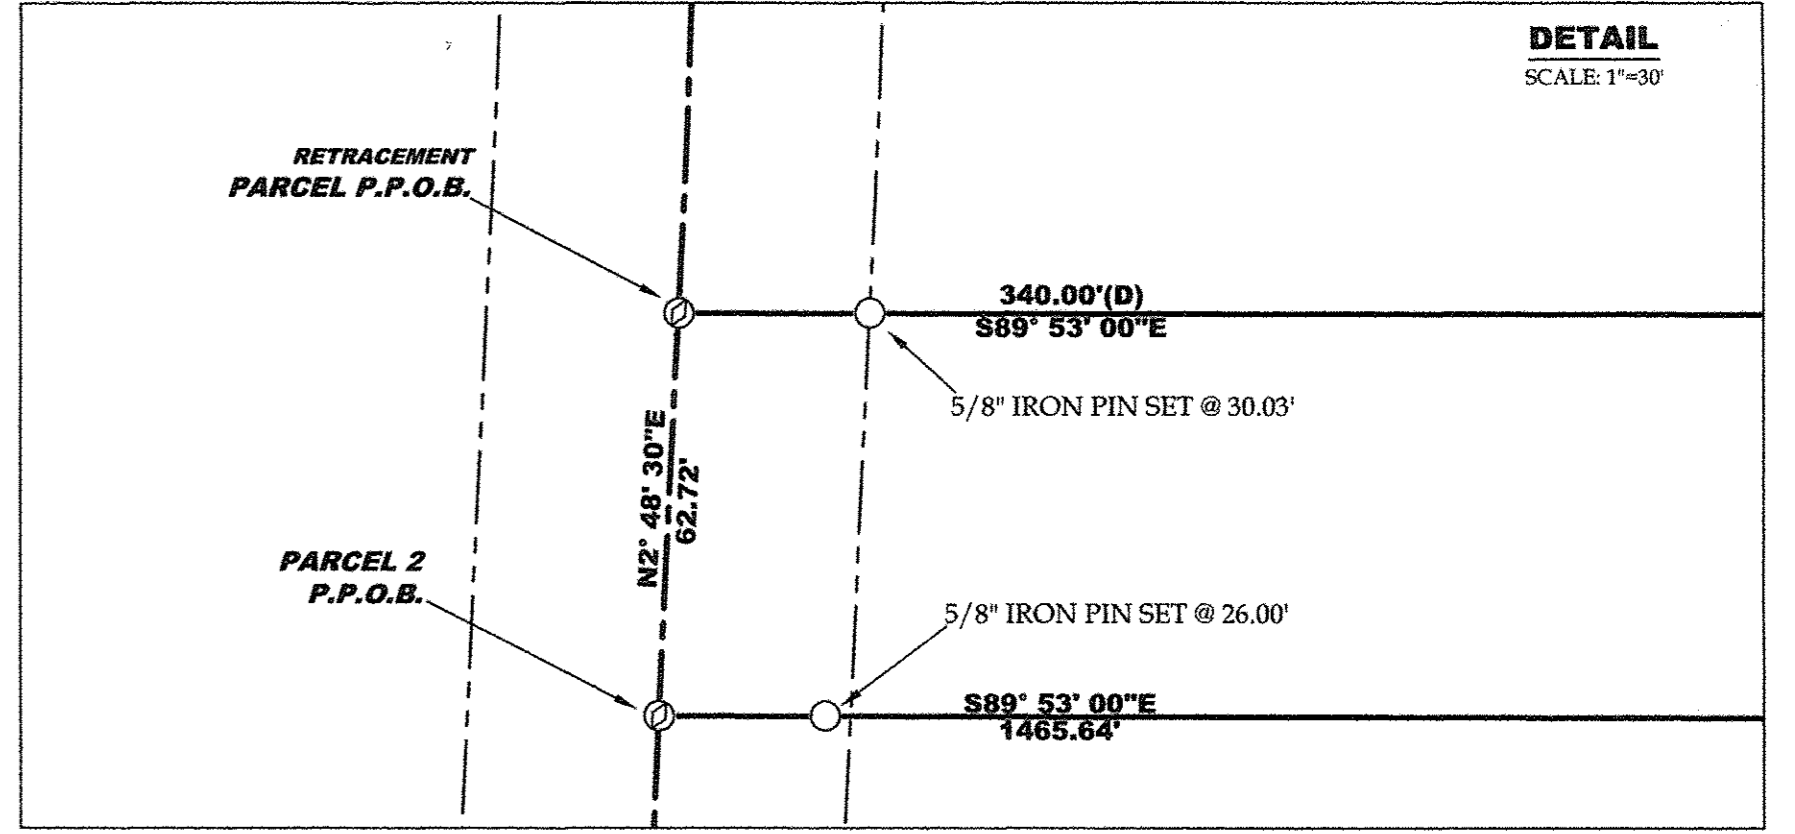 DETAIL
SCALE: 1"=30'
RETRACEMENT
PARCEL P.P.O.B.
340.00'(D)
S89° 53' 00"E
5/8" IRON PIN SET @ 30.03'
N2° 48' 30"E
62.72'
PARCEL 2
P.P.O.B.
5/8" IRON PIN SET @ 26.00'
S89° 53' 00"E
1465.64'